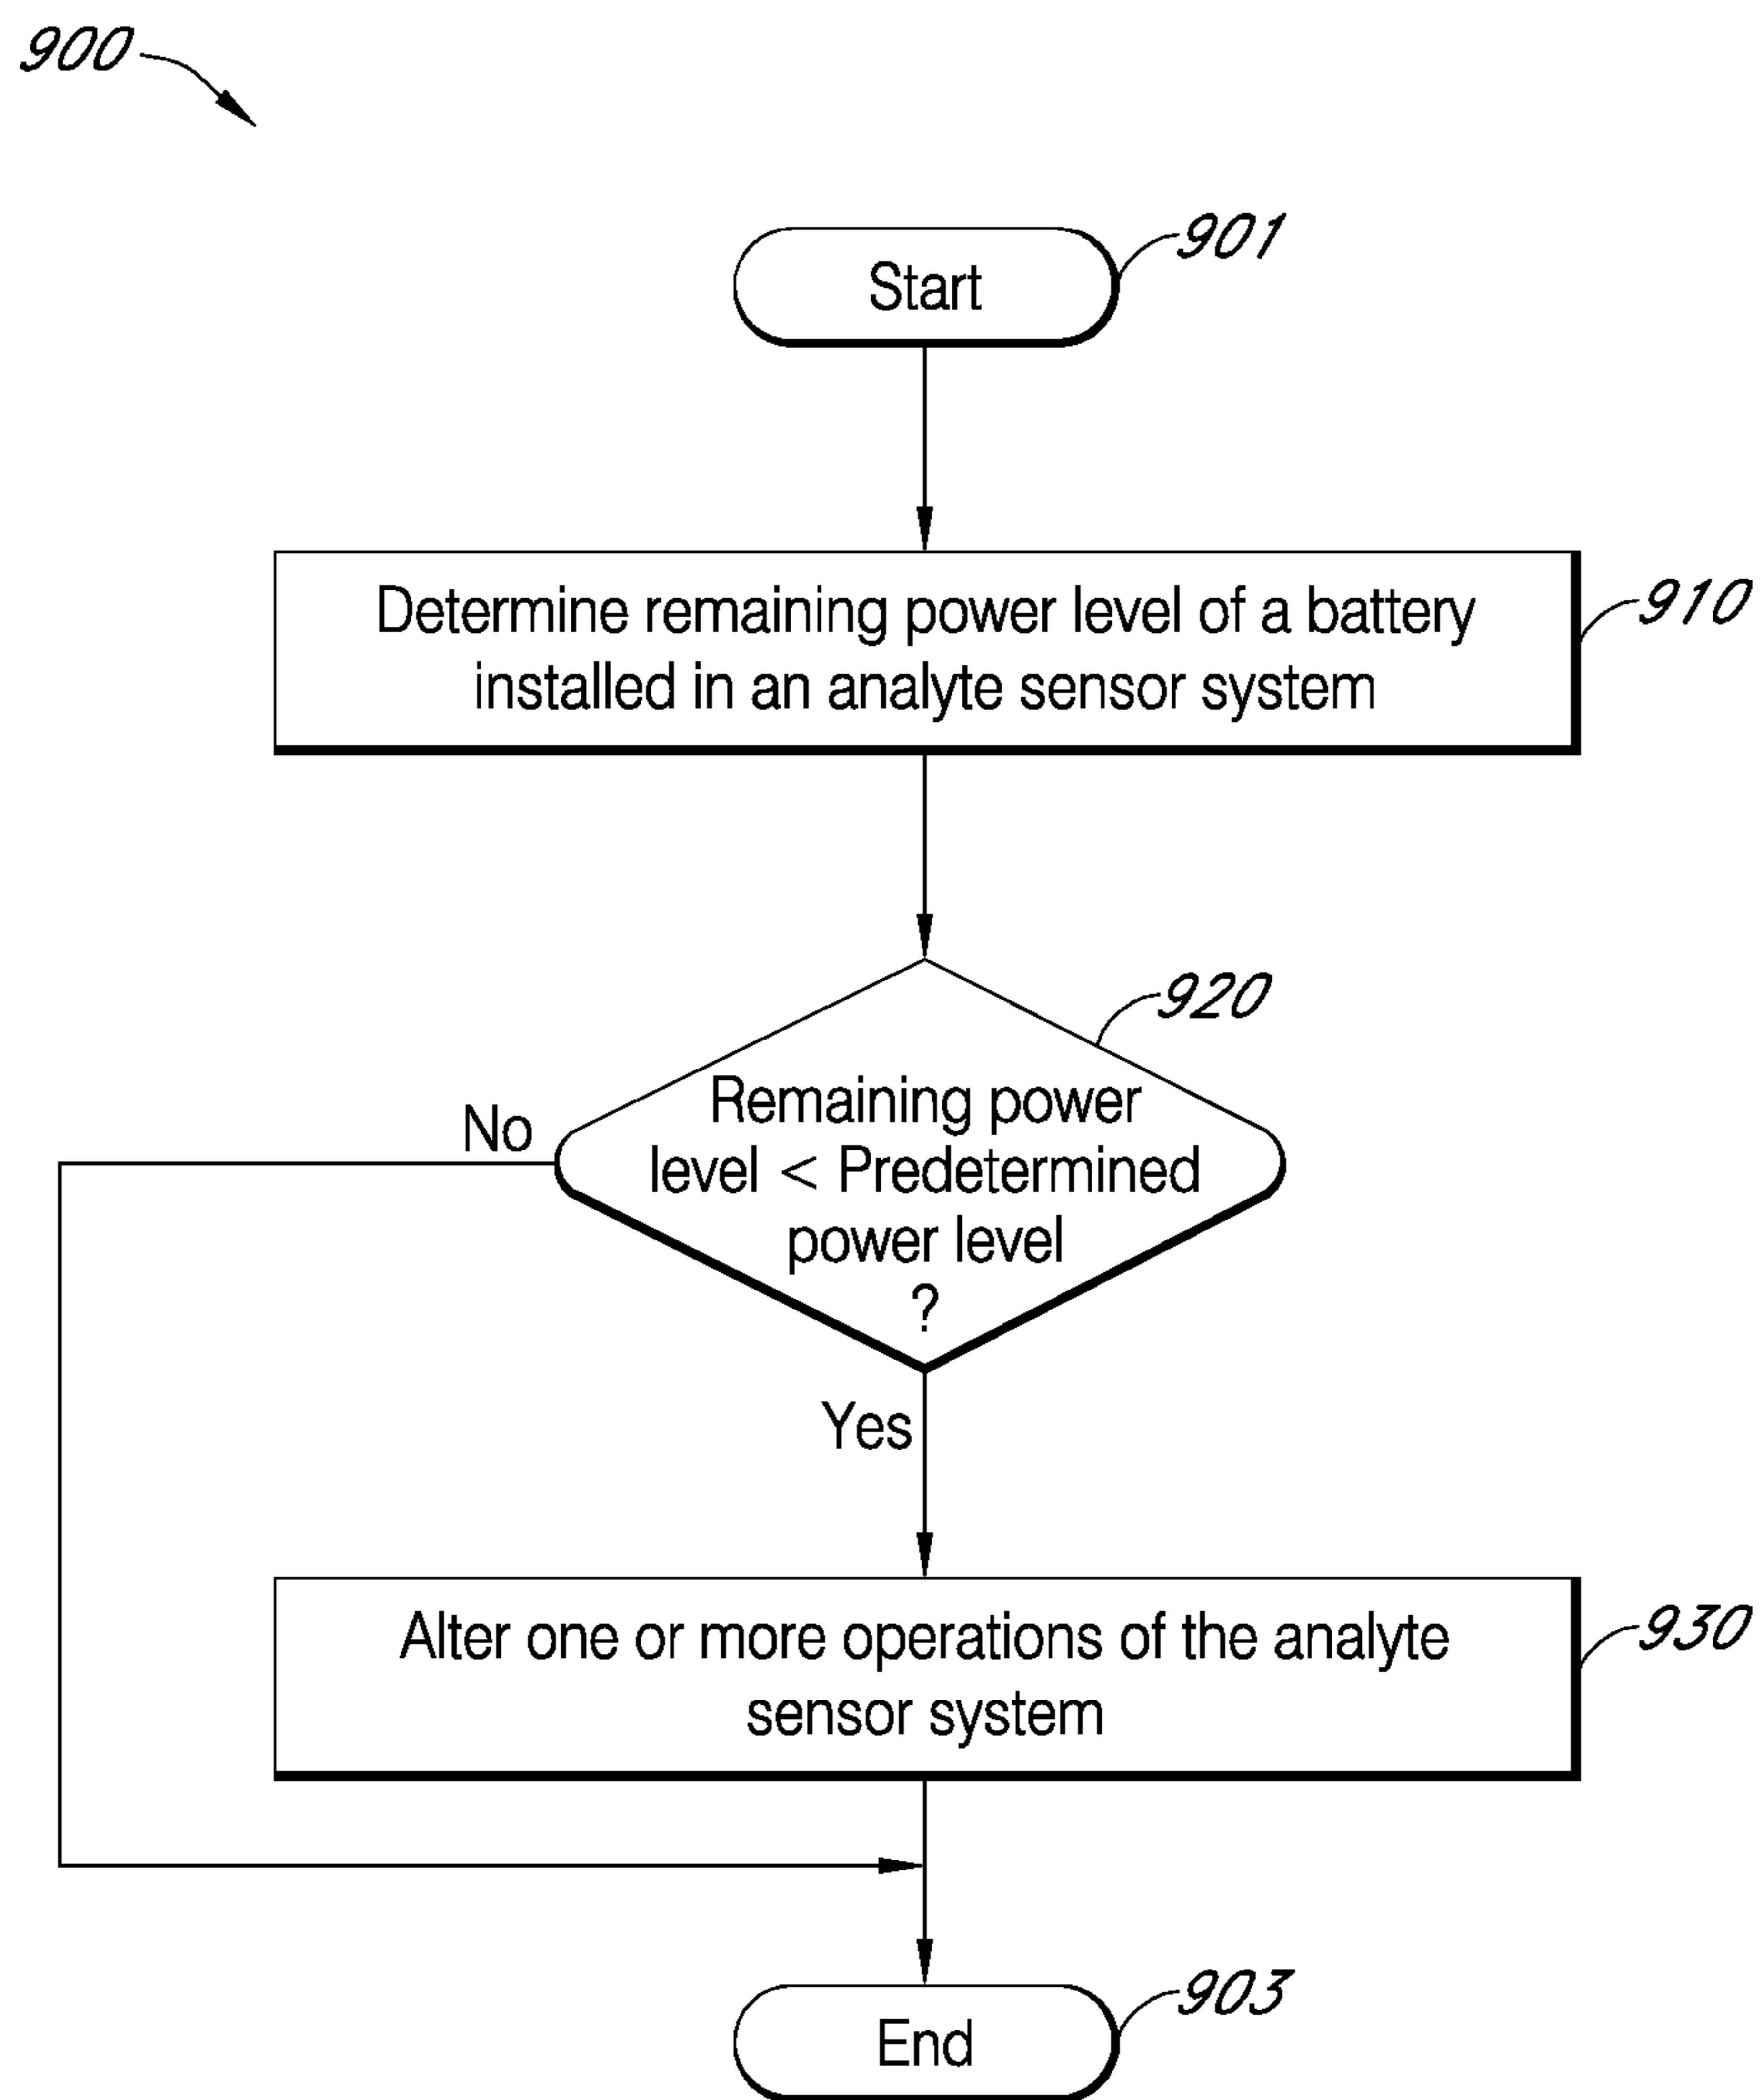 900
Start
901
Determine remaining power level of a battery
installed in an analyte sensor system
910
920
Remaining power
level < Predetermined
power level
?
No
Yes
Alter one or more operations of the analyte
sensor system
930
End
903